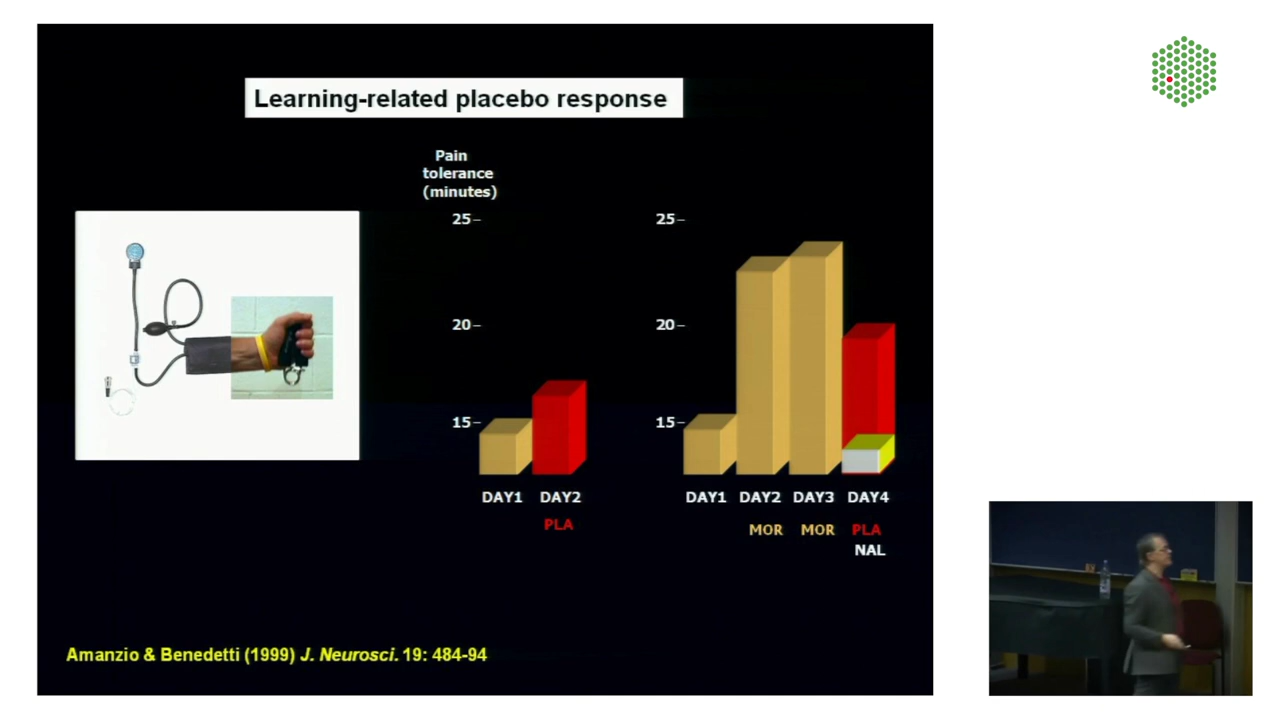 Learning-related placebo response
Pain
tolerance
(minutes)
25
20
15
DAY1 DAY2
PLA
25
20
15
DAY1 DAY2 DAY3 DAY4
MOR MOR PLA
NAL
Amanzio & Benedetti (1999) J. Neurosci. 19: 484-94